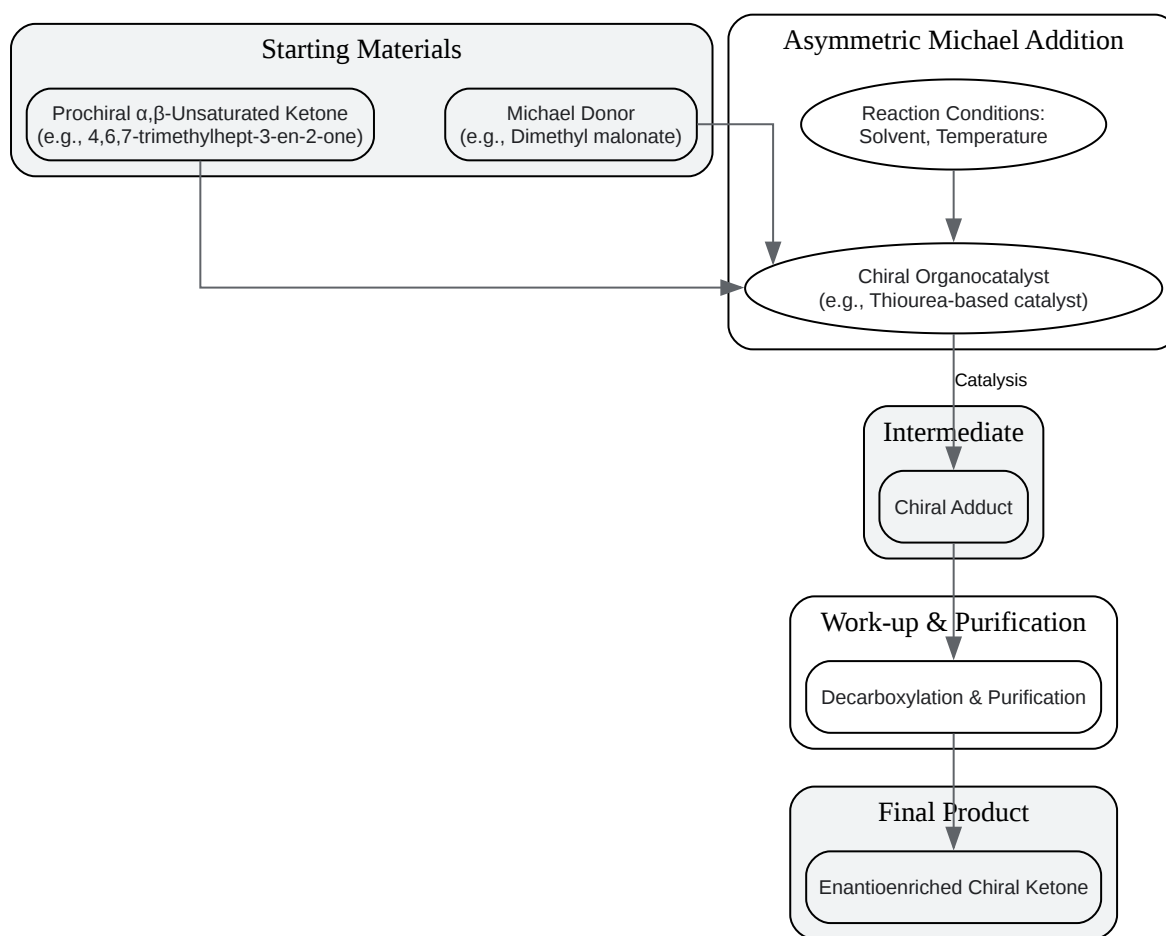 Starting Materials
Prochiral α,β-Unsaturated Ketone
(e.g., 4,6,7-trimethylhept-3-en-2-one)
Michael Donor
(e.g., Dimethyl malonate)
Asymmetric Michael Addition
Reaction Conditions:
Solvent, Temperature
Chiral Organocatalyst
(e.g., Thiourea-based catalyst)
Catalysis
Intermediate
Chiral Adduct
Work-up & Purification
Decarboxylation & Purification
Final Product
Enantioenriched Chiral Ketone